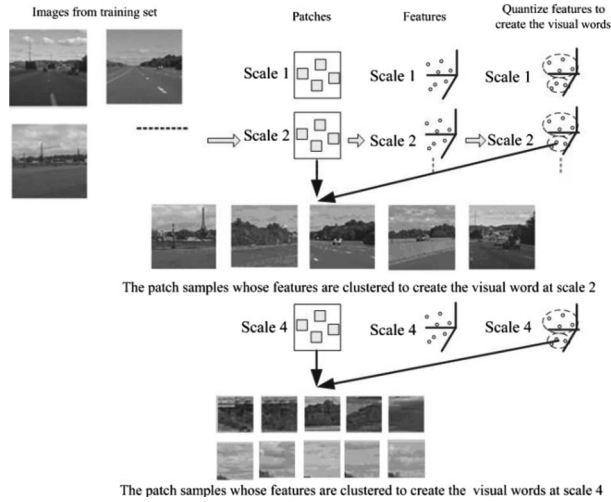 Images from training set
Patches
Features
Quantize features to
create the visual words
Scale 1
Scale 1
Scale 1
Scale 2
Scale 2
Scale 2
The patch samples whose features are clustered to create the visual word at scale 2
Scale 4
Scale 4
Scale 4
The patch samples whose features are clustered to create the visual words at scale 4